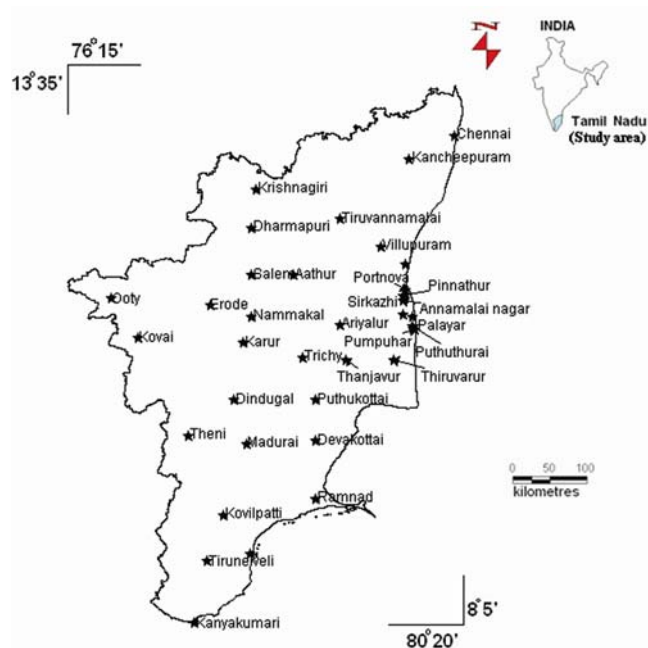 76°15'
13°35'
N
INDIA
Tamil Nadu
(Study area)
Chennai
Kancheepuram
Krishnagiri
Tiruvannamalai
Dharmapuri
Villupuram
Salem
Aathur
Portnova
Pinnathur
Ooty
Erode
Sirkazhi
Annamalai nagar
Nammakal
Ariyalur
Palayar
Kovai
Karur
Pumpuhar
Puthuthurai
Trichy
Thanjavur
Thiruvarur
Dindugal
Puthukottai
Theni
Madurai
Devakottai
0 50 100
kilometres
Ramnad
Kovilpatti
Tirunelveli
Kanyakumari
8°5'
80°20'